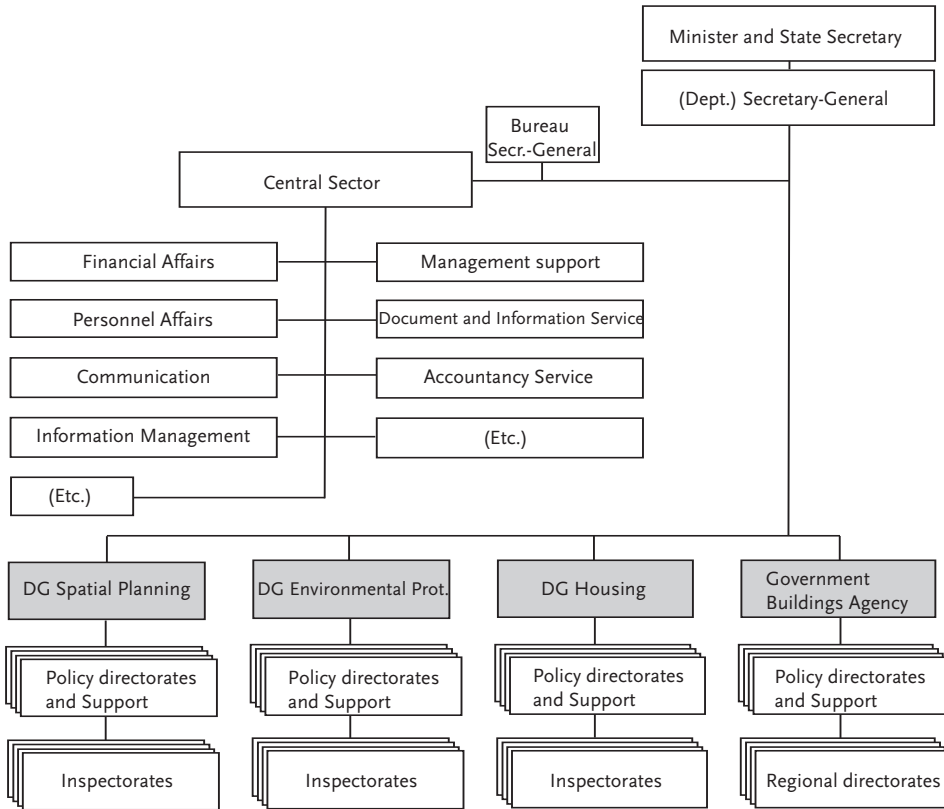 Minister and State Secretary
(Dept.) Secretary-General
Bureau
Secr.-General
Central Sector
Financial Affairs
Management support
Personnel Affairs
Document and Information Service
Communication
Accountancy Service
Information Management
(Etc.)
(Etc.)
DG Spatial Planning
DG Environmental Prot.
DG Housing
Government
Buildings Agency
Policy directorates
and Support
Policy directorates
and Support
Policy directorates
and Support
Policy directorates
and Support
Inspectorates
Inspectorates
Inspectorates
Regional directorates